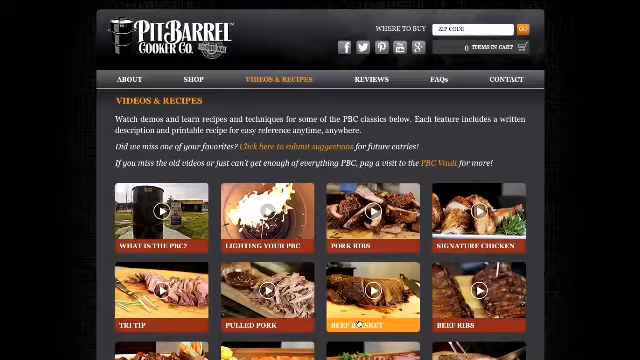 PIT BARREL
COOKER CO.
WHERE TO BUY
ZIP CODE
GO
0 ITEMS IN CART
ABOUT
SHOP
VIDEOS & RECIPES
REVIEWS
FAQs
CONTACT
VIDEOS & RECIPES
Watch demos and learn recipes and techniques for some of the PBC classics below. Each feature includes a written
description and printable recipe for easy reference anytime, anywhere.
Did we miss one of your favorites? Click here to submit suggestions for future entries!
If you miss the old videos or just can't get enough of everything PBC, pay a visit to the PBC Vault for more!
WHAT IS THE PBC?
LIGHTING YOUR PBC
PORK RIBS
SIGNATURE CHICKEN
TRI TIP
PULLED PORK
BEEF BRISKET
BEEF RIBS